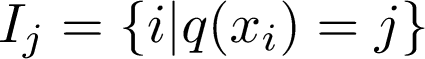 I_j = {i|q(x_i) = j}